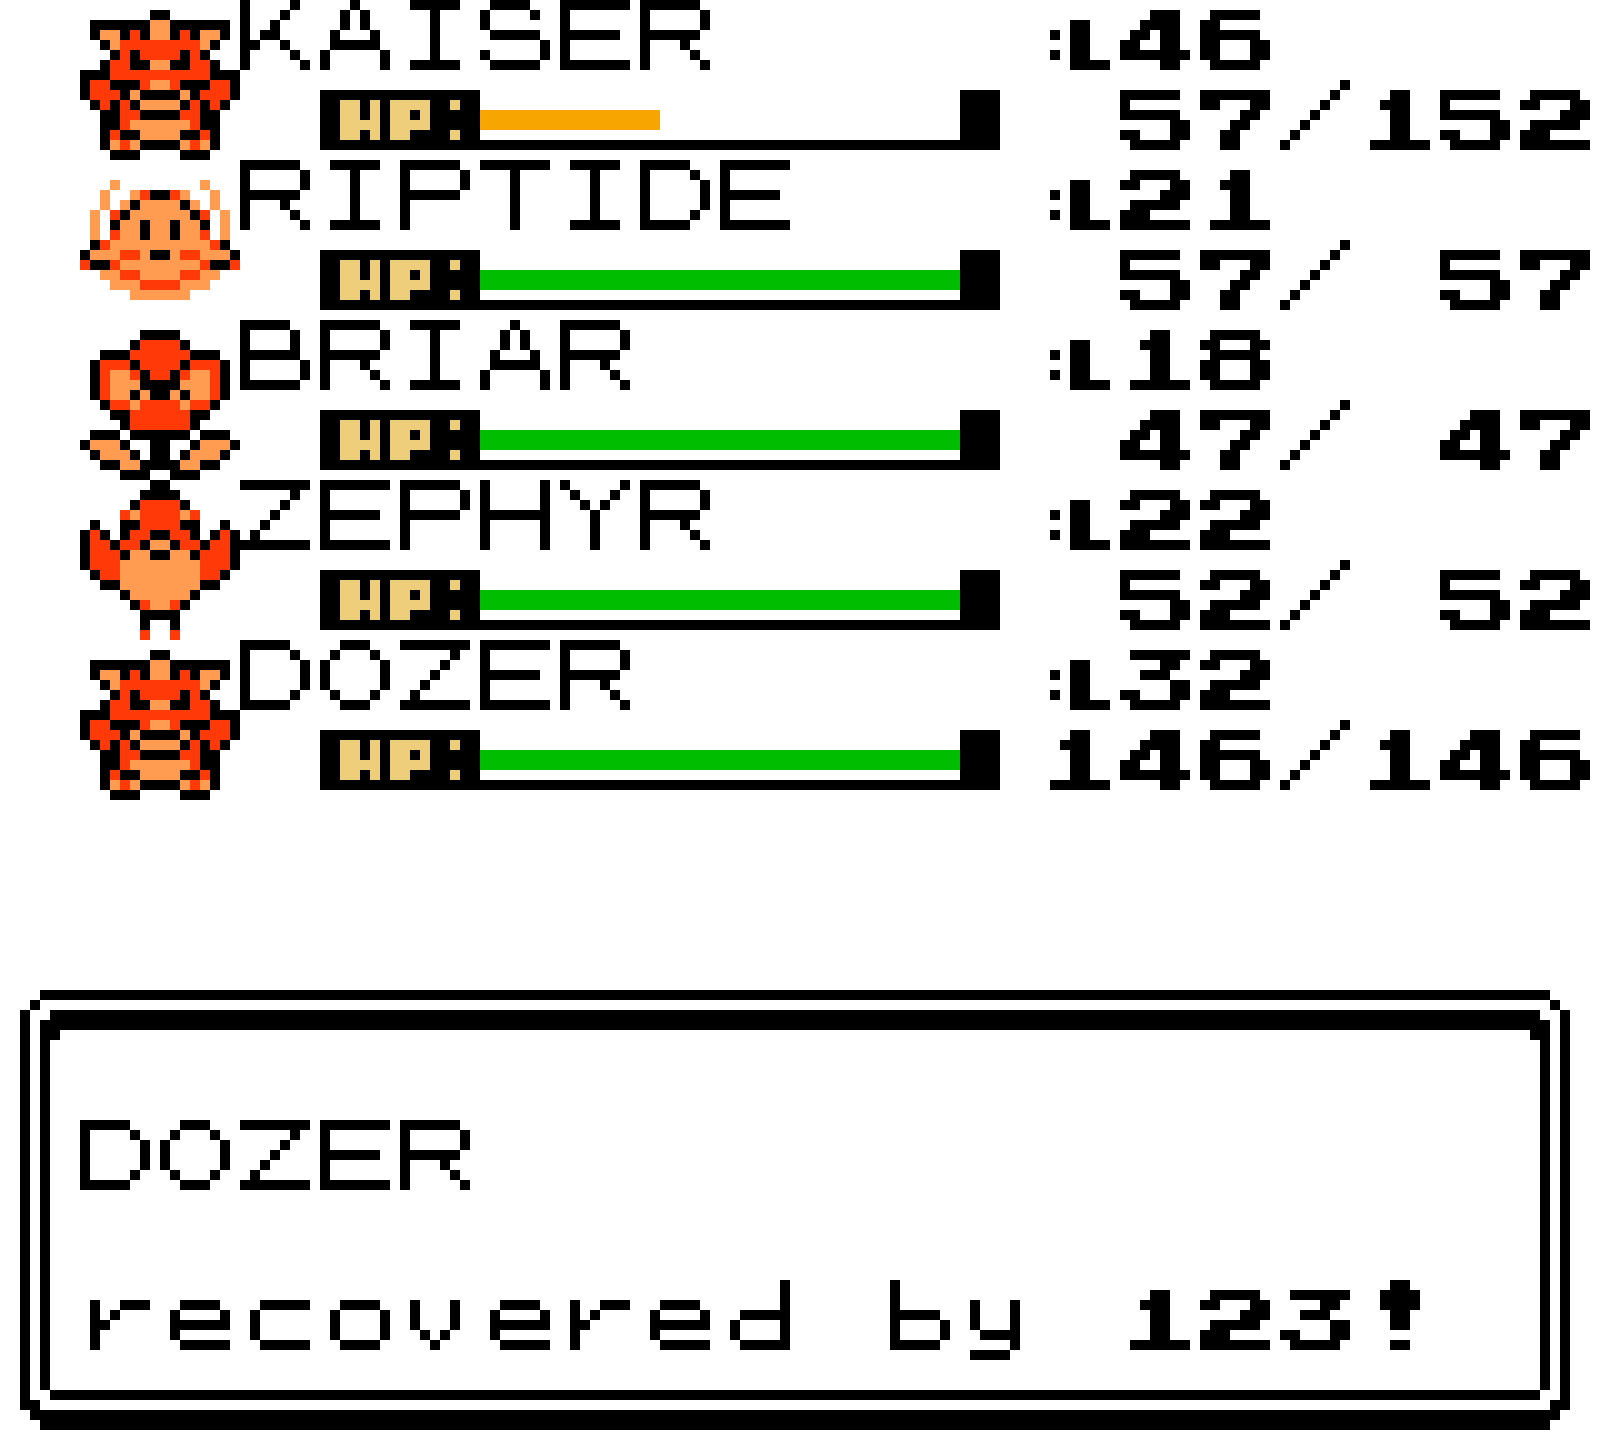 KAISER :L46
HP: 57/152
RIPTIDE :L21
HP: 57/ 57
BRIAR :L18
HP: 47/ 47
ZEPHYR :L22
HP: 52/ 52
DOZER :L32
HP: 146/146
DOZER
recovered by 123!